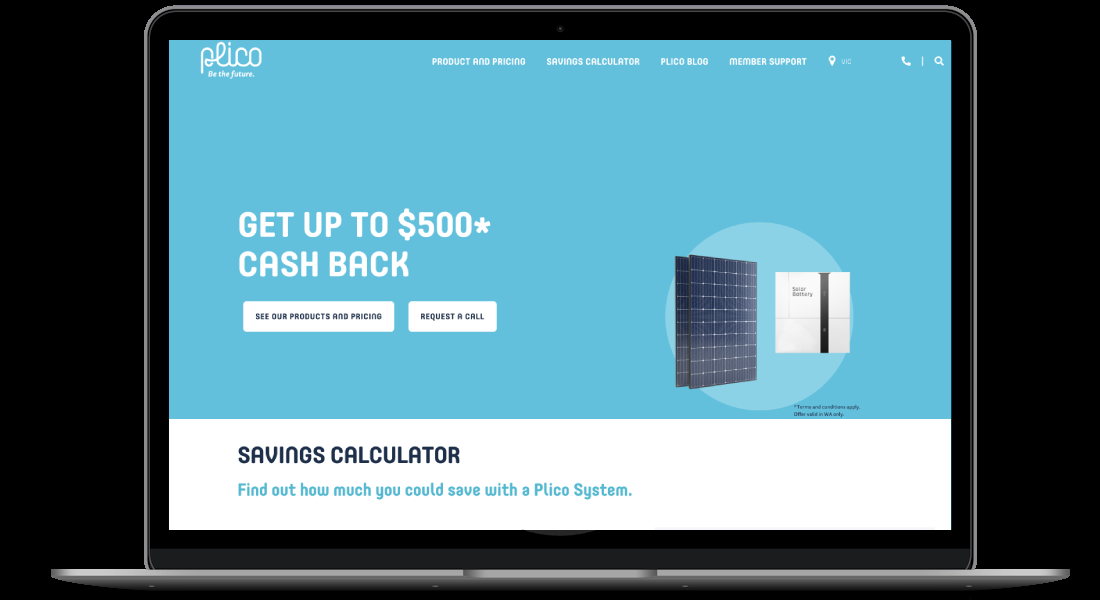 plico
Be the future.
PRODUCT AND PRICING
SAVINGS CALCULATOR
PLICO BLOG
MEMBER SUPPORT
VIC
GET UP TO $500*
CASH BACK
SEE OUR PRODUCTS AND PRICING
REQUEST A CALL
Solar
Battery
*Terms and conditions apply.
Offer valid in WA only.
SAVINGS CALCULATOR
Find out how much you could save with a Plico System.